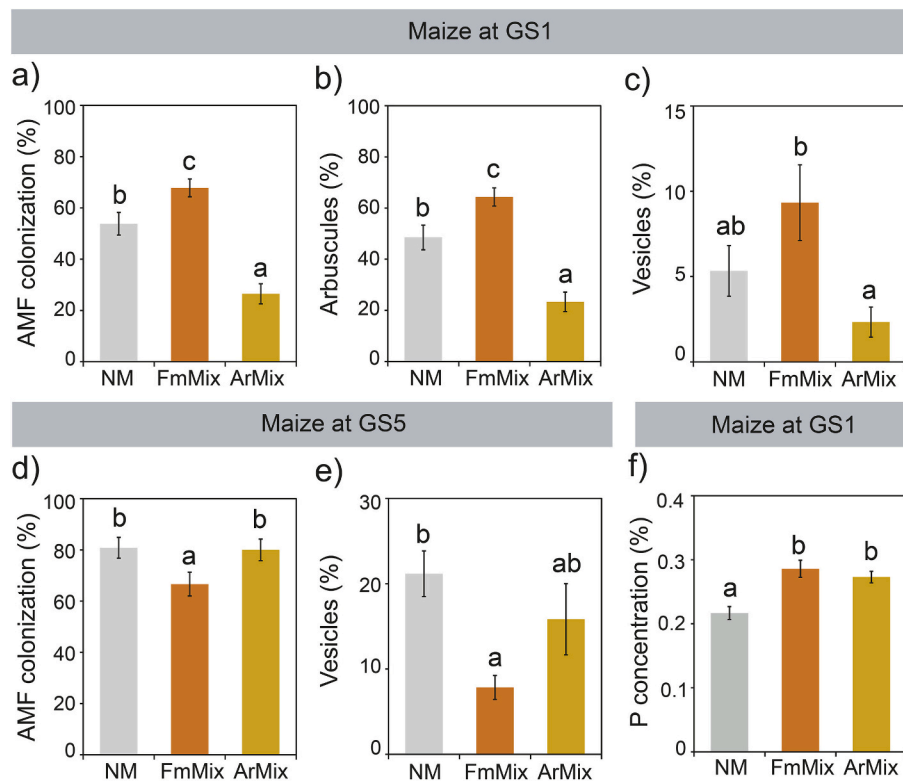 Maize at GS1
a)
AMF colonization (%)
100
80
60
40
20
0
b
c
a
NM FmMix ArMix
b)
Arbuscules (%)
100
80
60
40
20
0
b
c
a
NM FmMix ArMix
c)
Vesicles (%)
15
10
5
0
ab
b
a
NM FmMix ArMix
Maize at GS5
d)
AMF colonization (%)
100
80
60
40
20
0
b
a
b
NM FmMix ArMix
e)
Vesicles (%)
30
20
10
0
b
a
ab
NM FmMix ArMix
Maize at GS1
f)
P concentration (%)
0.4
0.3
0.2
0.1
0
a
b
b
NM FmMix ArMix